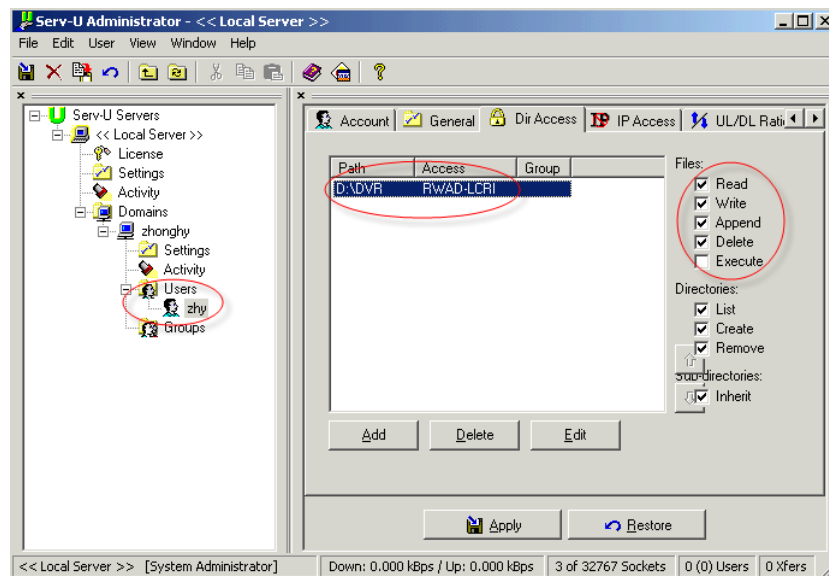 Serv-U Administrator - << Local Server >>
File Edit User View Window Help
Serv-U Servers
<< Local Server >>
License
Settings
Activity
Domains
zhonghy
Settings
Activity
Users
zhy
Groups
Account General Dir Access IP Access UL/DL Rati
Path Access Group
D:\DVR RWAD-LCRI
Files:
Read
Write
Append
Delete
Execute
Directories:
List
Create
Remove
Sub-directories:
Inherit
Add Delete Edit
Apply Restore
<< Local Server >> [System Administrator] Down: 0.000 kBps / Up: 0.000 kBps 3 of 32767 Sockets 0 (0) Users 0 Xfers